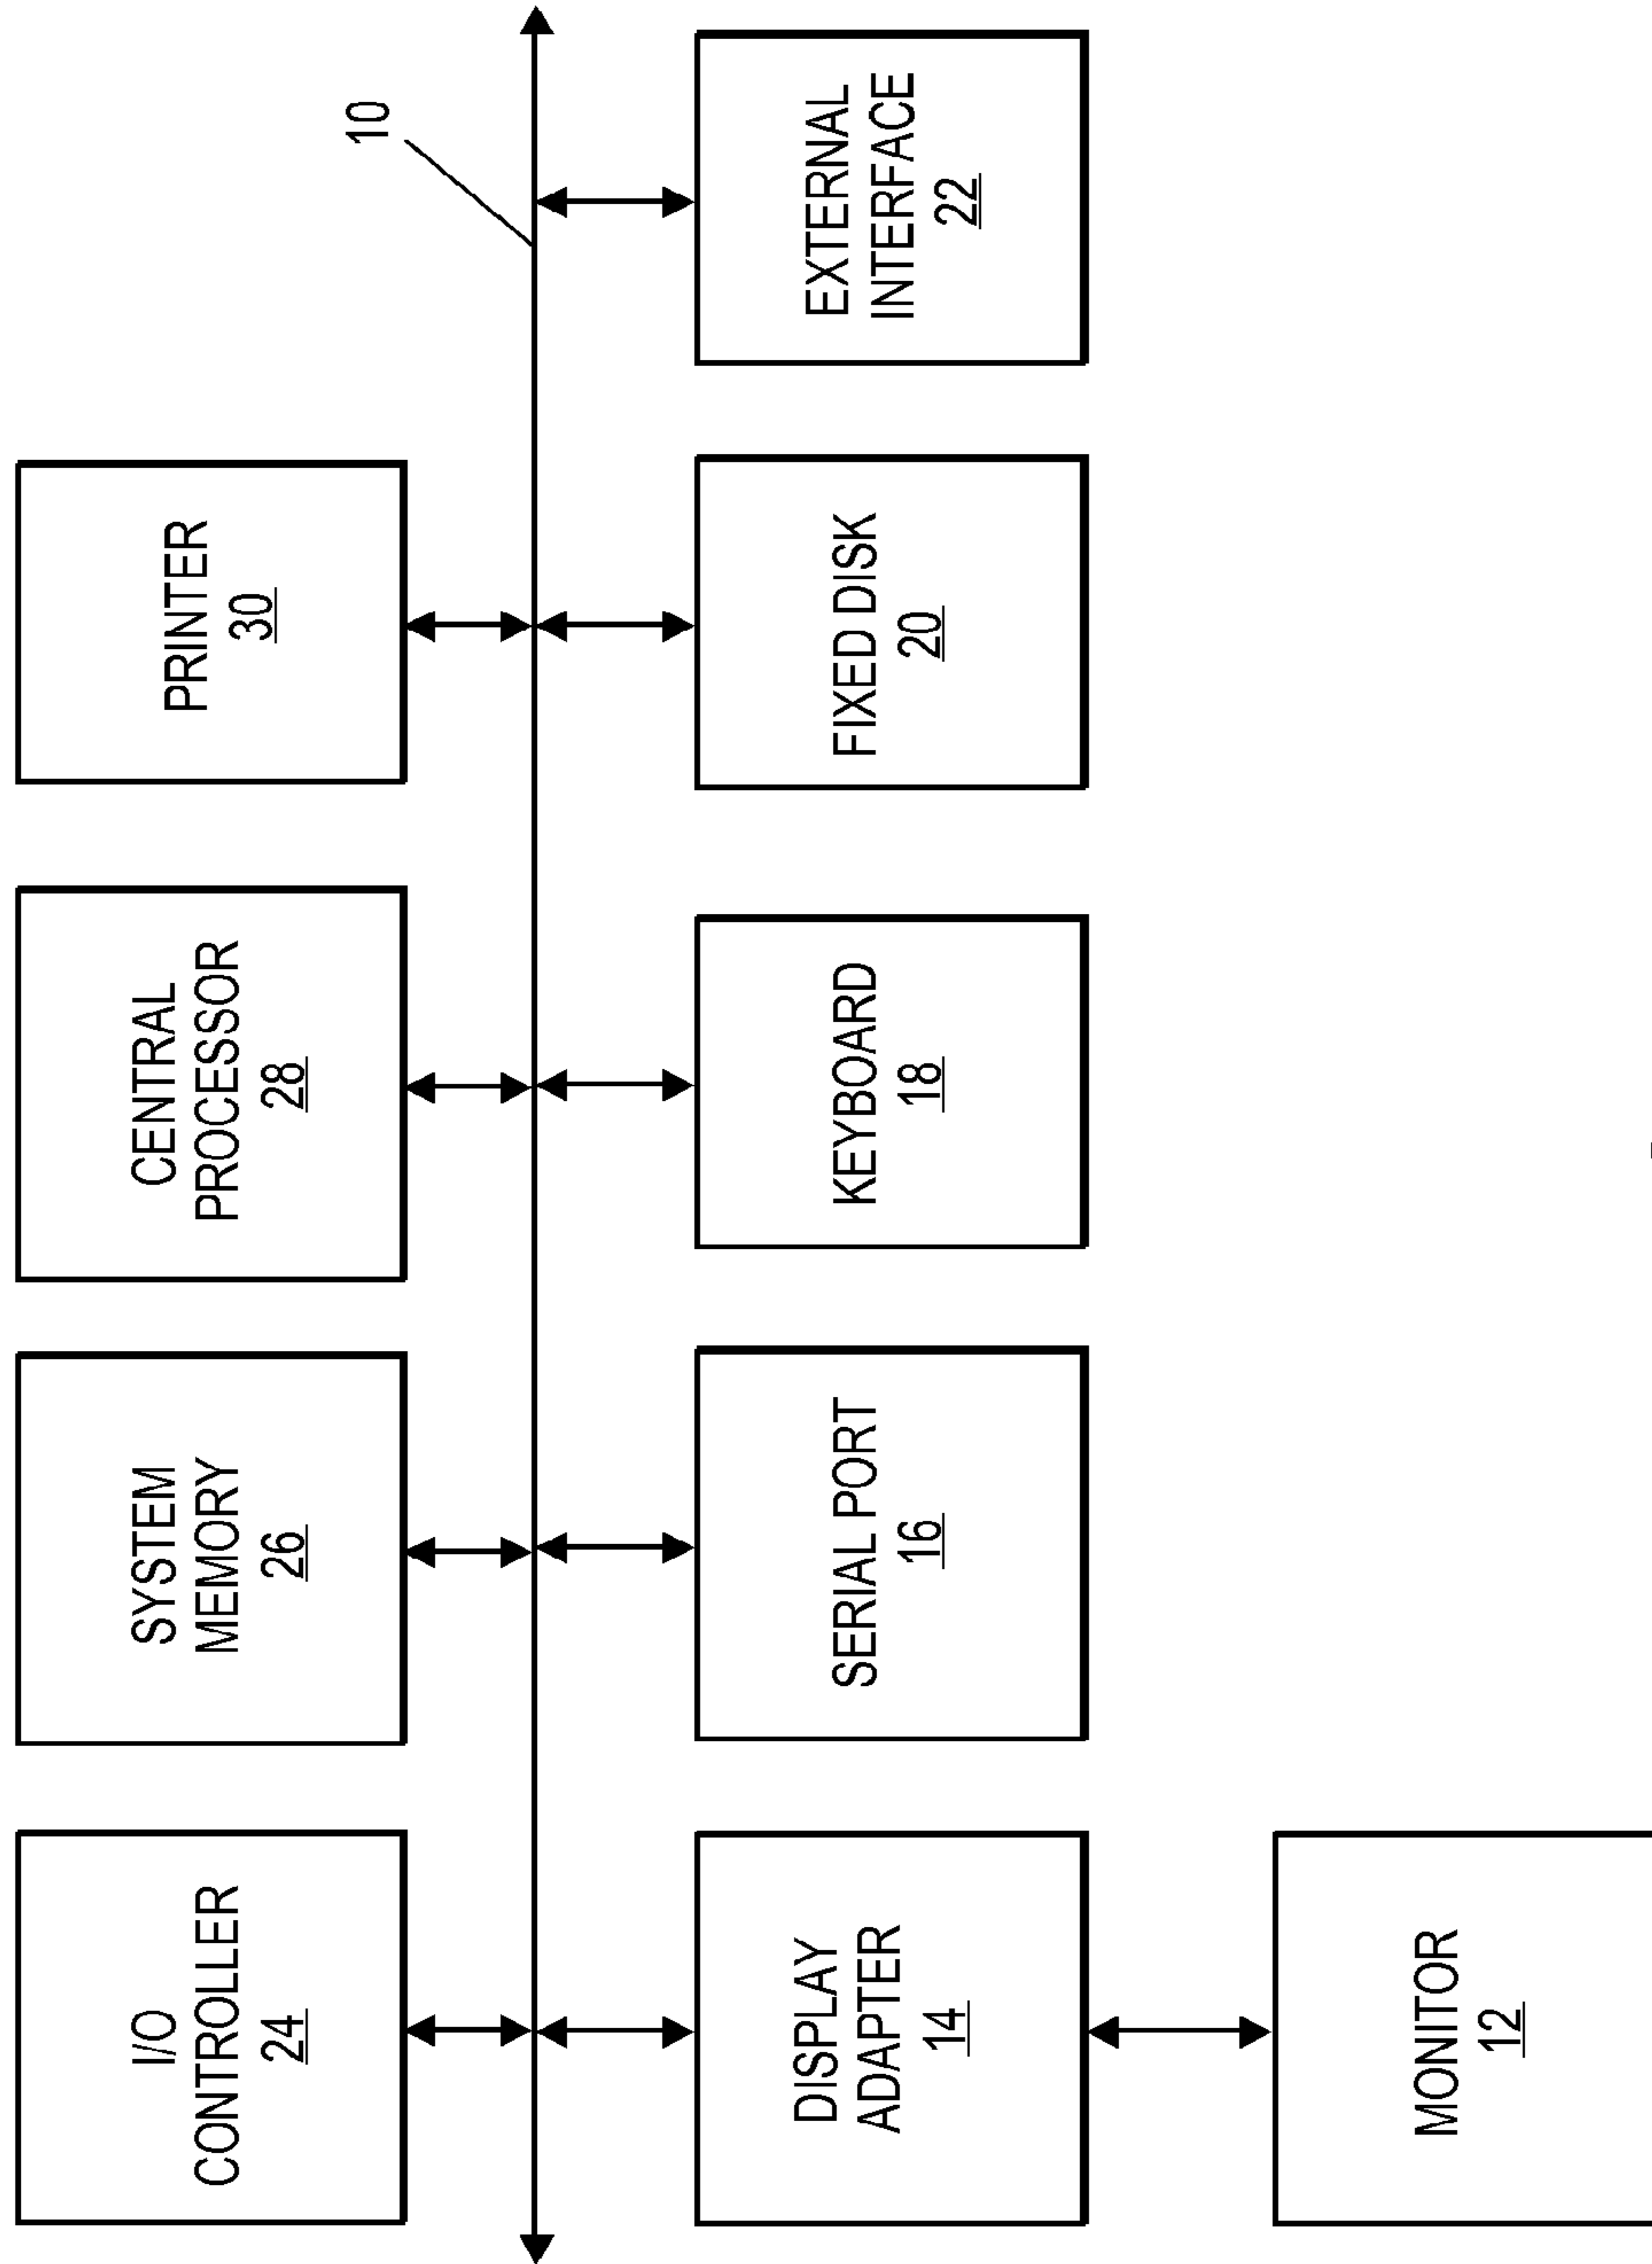 I/O
CONTROLLER
24
SYSTEM
MEMORY
26
CENTRAL
PROCESSOR
28
PRINTER
30
10
DISPLAY
ADAPTER
14
SERIAL PORT
16
KEYBOARD
18
FIXED DISK
20
EXTERNAL
INTERFACE
22
MONITOR
12